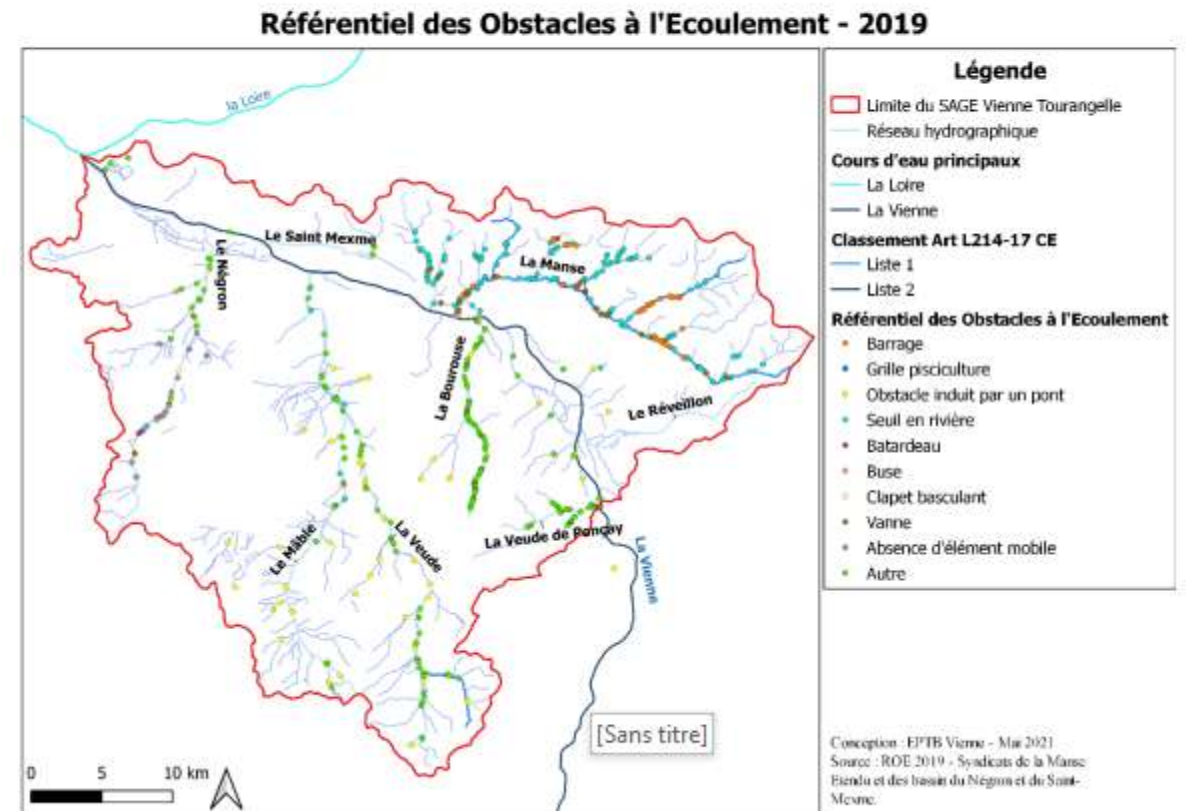 Référentiel des Obstacles à l'Ecoulement - 2019
la Loire
Le Saint Mexme
Le Négron
La Manse
La Bourouse
Le Réveillon
Le Mâble
La Veude
La Veude de Ponçay
La Vienne
[Sans titre]
0 5 10 km
Légende
Limite du SAGE Vienne Tourangelle
Réseau hydrographique
Cours d'eau principaux
La Loire
La Vienne
Classement Art L214-17 CE
Liste 1
Liste 2
Référentiel des Obstacles à l'Ecoulement
Barrage
Grille pisciculture
Obstacle induit par un pont
Seuil en rivière
Batardeau
Buse
Clapet basculant
Vanne
Absence d'élément mobile
Autre
Conception : EPTB Vienne - Mai 2021
Source : ROE 2019 - Syndicats de la Manse
Etendu et des bassin du Négron et du Saint-
Mexme.